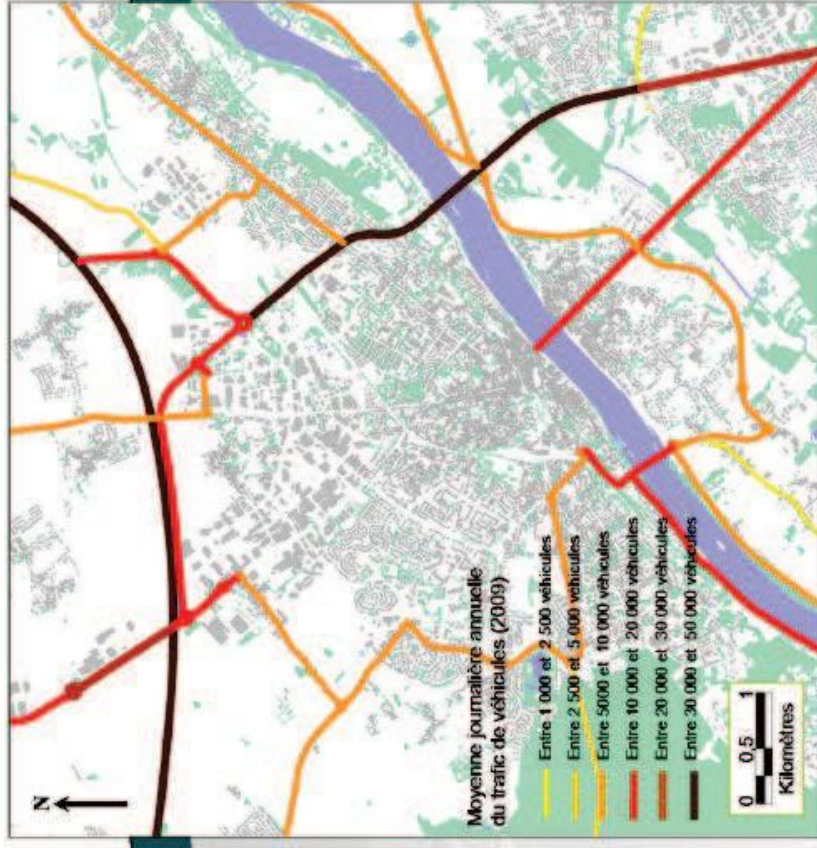 N
Moyenne journalière annuelle
du trafic de véhicules (2009)
Entre 1 000 et 2 500 véhicules
Entre 2 500 et 5 000 véhicules
Entre 5000 et 10 000 véhicules
Entre 10 000 et 20 000 véhicules
Entre 20 000 et 30 000 véhicules
Entre 30 000 et 50 000 véhicules
0 0,5 1
Kilomètres